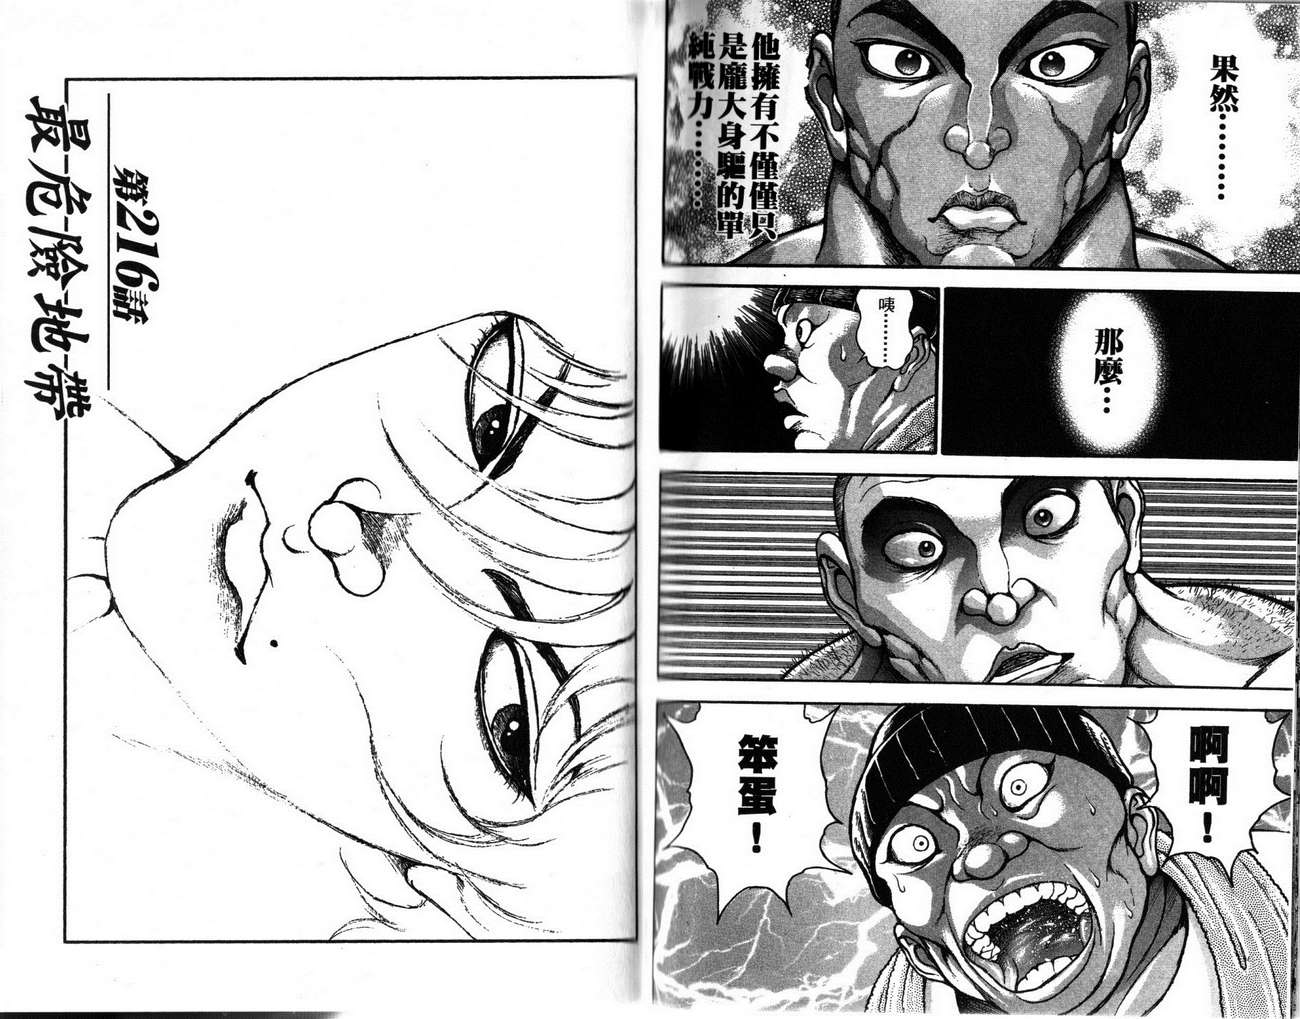 果然………
他擁有不僅僅只
是龐大身軀的單
純戰力………
那麼…
咦……
啊啊！
笨蛋！
第216話
最危險地帶